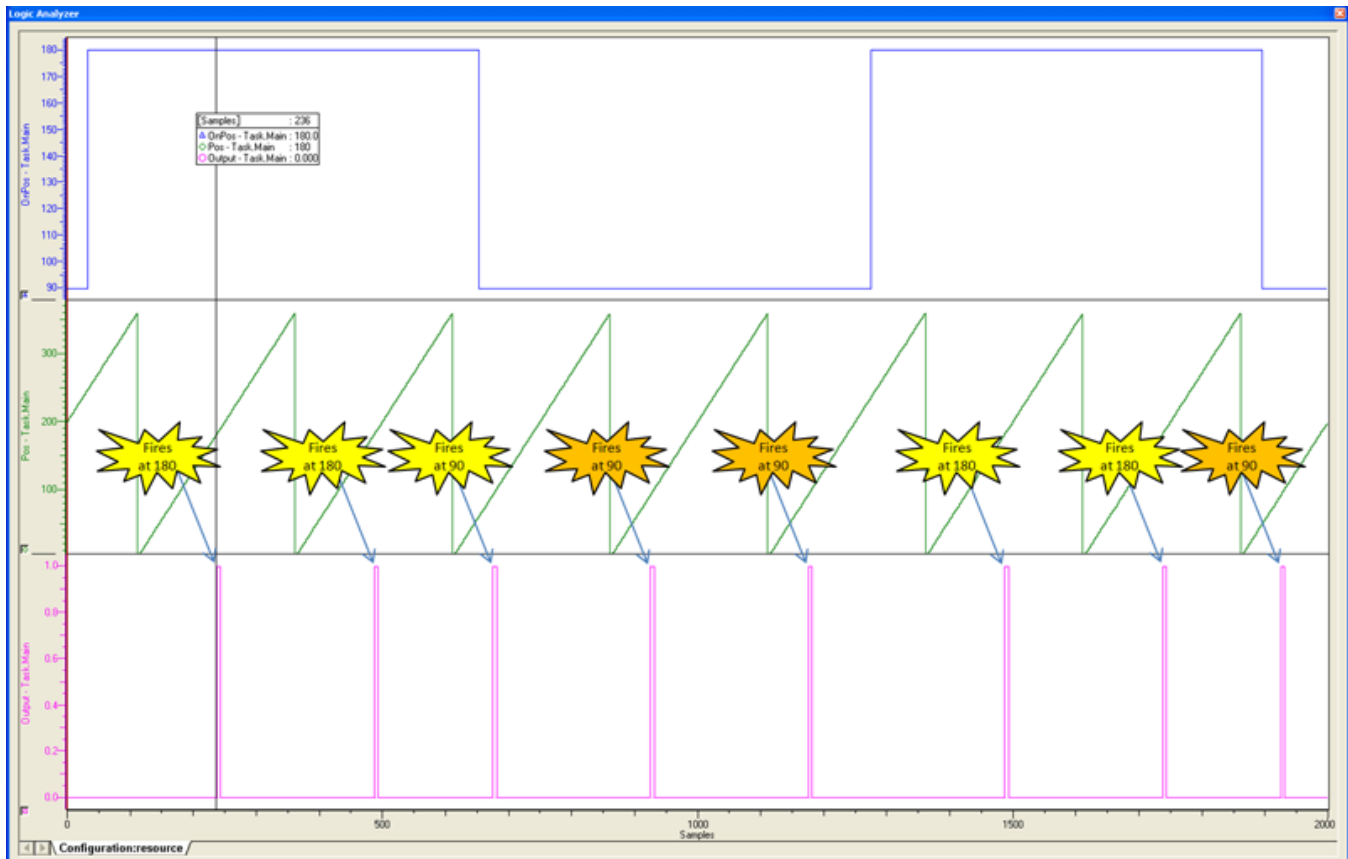 Logic Analyzer
180
170
160
150
140
130
120
110
100
90
OnPos - Task.Main
[Samples] : 236
OnPos - Task.Main : 180.0
Pos - Task.Main : 180
Output - Task.Main : 0.000
300
200
100
Pos - Task.Main
Fires
at 180
Fires
at 180
Fires
at 90
Fires
at 90
Fires
at 90
Fires
at 180
Fires
at 180
Fires
at 90
1.0
0.8
0.6
0.4
0.2
0.0
Output - Task.Main
0
500
1000
1500
2000
Samples
Configuration:resource